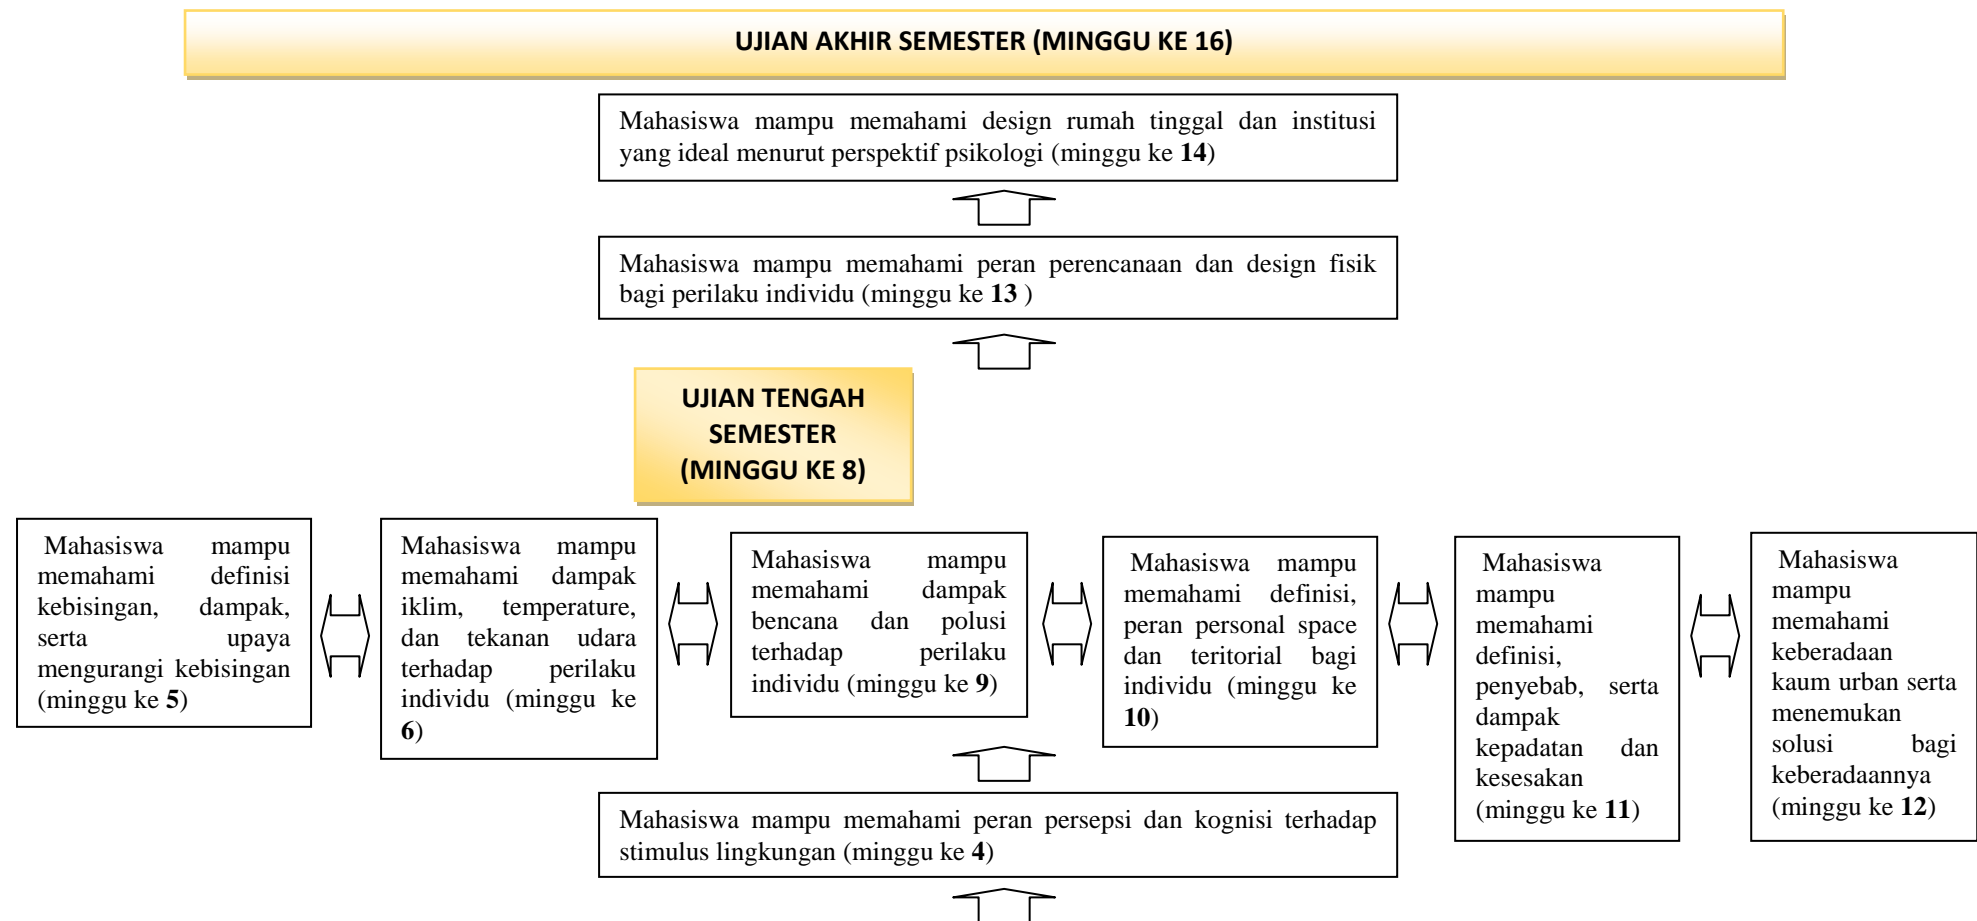 UJIAN AKHIR SEMESTER (MINGGU KE 16)
Mahasiswa mampu memahami design rumah tinggal dan institusi
yang ideal menurut perspektif psikologi (minggu ke 14)
Mahasiswa mampu memahami peran perencanaan dan design fisik
bagi perilaku individu (minggu ke 13 )
UJIAN TENGAH
SEMESTER
(MINGGU KE 8)
Mahasiswa mampu
memahami definisi
kebisingan, dampak,
serta upaya
mengurangi kebisingan
(minggu ke 5)
Mahasiswa mampu
memahami dampak
iklim, temperature,
dan tekanan udara
terhadap perilaku
individu (minggu ke
6)
Mahasiswa mampu
memahami dampak
bencana dan polusi
terhadap perilaku
individu (minggu ke 9)
Mahasiswa mampu
memahami definisi,
peran personal space
dan teritorial bagi
individu (minggu ke
10)
Mahasiswa
mampu
memahami
definisi,
penyebab, serta
dampak
kepadatan dan
kesesakan
(minggu ke 11)
Mahasiswa
mampu
memahami
keberadaan
kaum urban serta
menemukan
solusi bagi
keberadaannya
(minggu ke 12)
Mahasiswa mampu memahami peran persepsi dan kognisi terhadap
stimulus lingkungan (minggu ke 4)